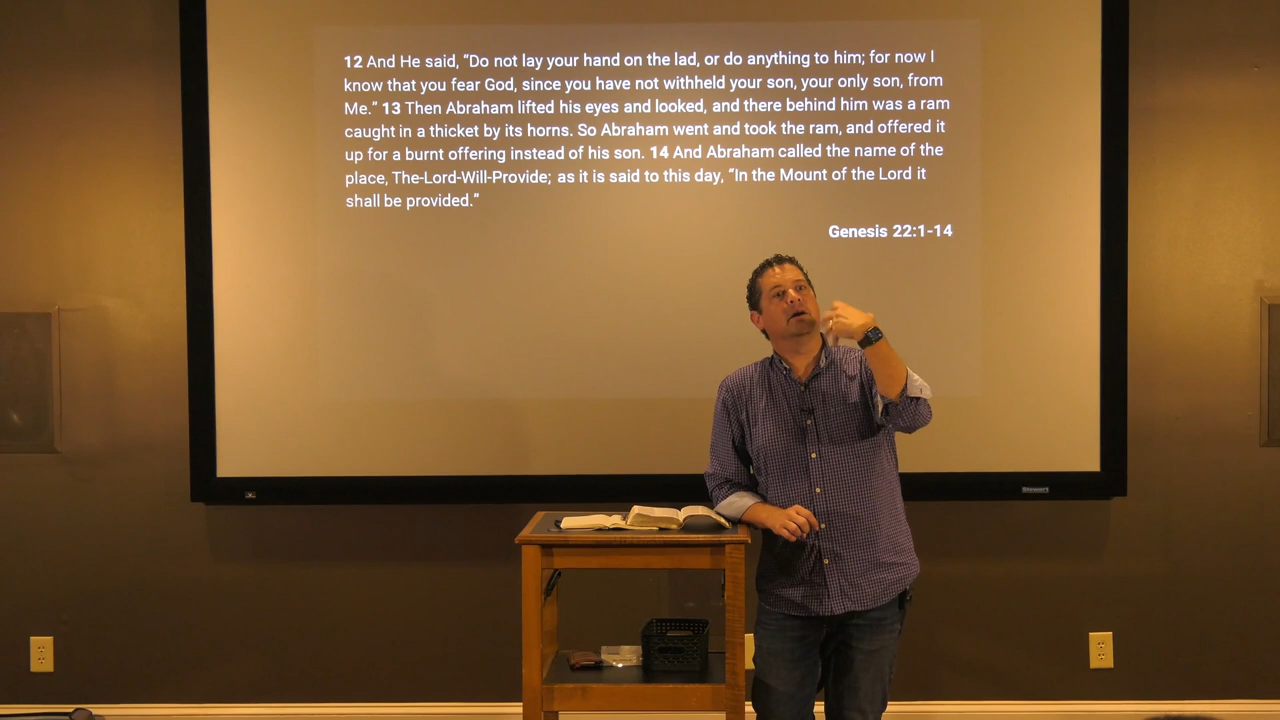 12 And He said, “Do not lay your hand on the lad, or do anything to him; for now I
know that you fear God, since you have not withheld your son, your only son, from
Me.” 13 Then Abraham lifted his eyes and looked, and there behind him was a ram
caught in a thicket by its horns. So Abraham went and took the ram, and offered it
up for a burnt offering instead of his son. 14 And Abraham called the name of the
place, The-Lord-Will-Provide; as it is said to this day, “In the Mount of the Lord it
shall be provided.”
Genesis 22:1-14
Stewart